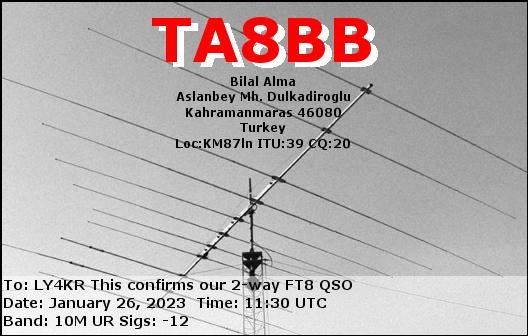 TA8BB
Bilal Alma
Aslanbey Mh. Dulkadiroglu
Kahramanmaras 46080
Turkey
Loc:KM87ln ITU:39 CQ:20
To: LY4KR This confirms our 2-way FT8 QSO
Date: January 26, 2023 Time: 11:30 UTC
Band: 10M UR Sigs: -12